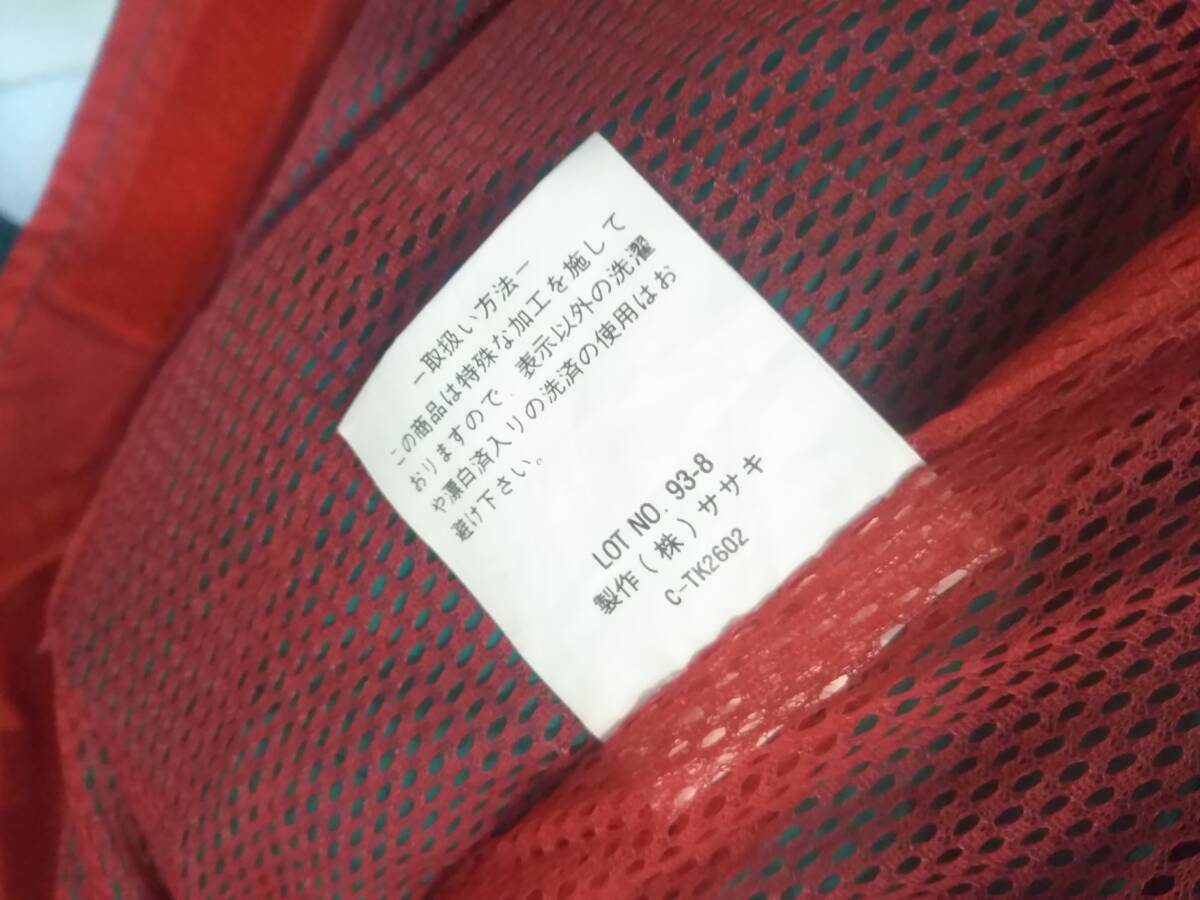 －取扱い方法－
この商品は特殊な加工を施して
おりますので、表示以外の洗濯
や漂白済入りの洗済の使用はお
避け下さい。
LOT NO. 93-8
製作(株)ササキ
C-TK2602